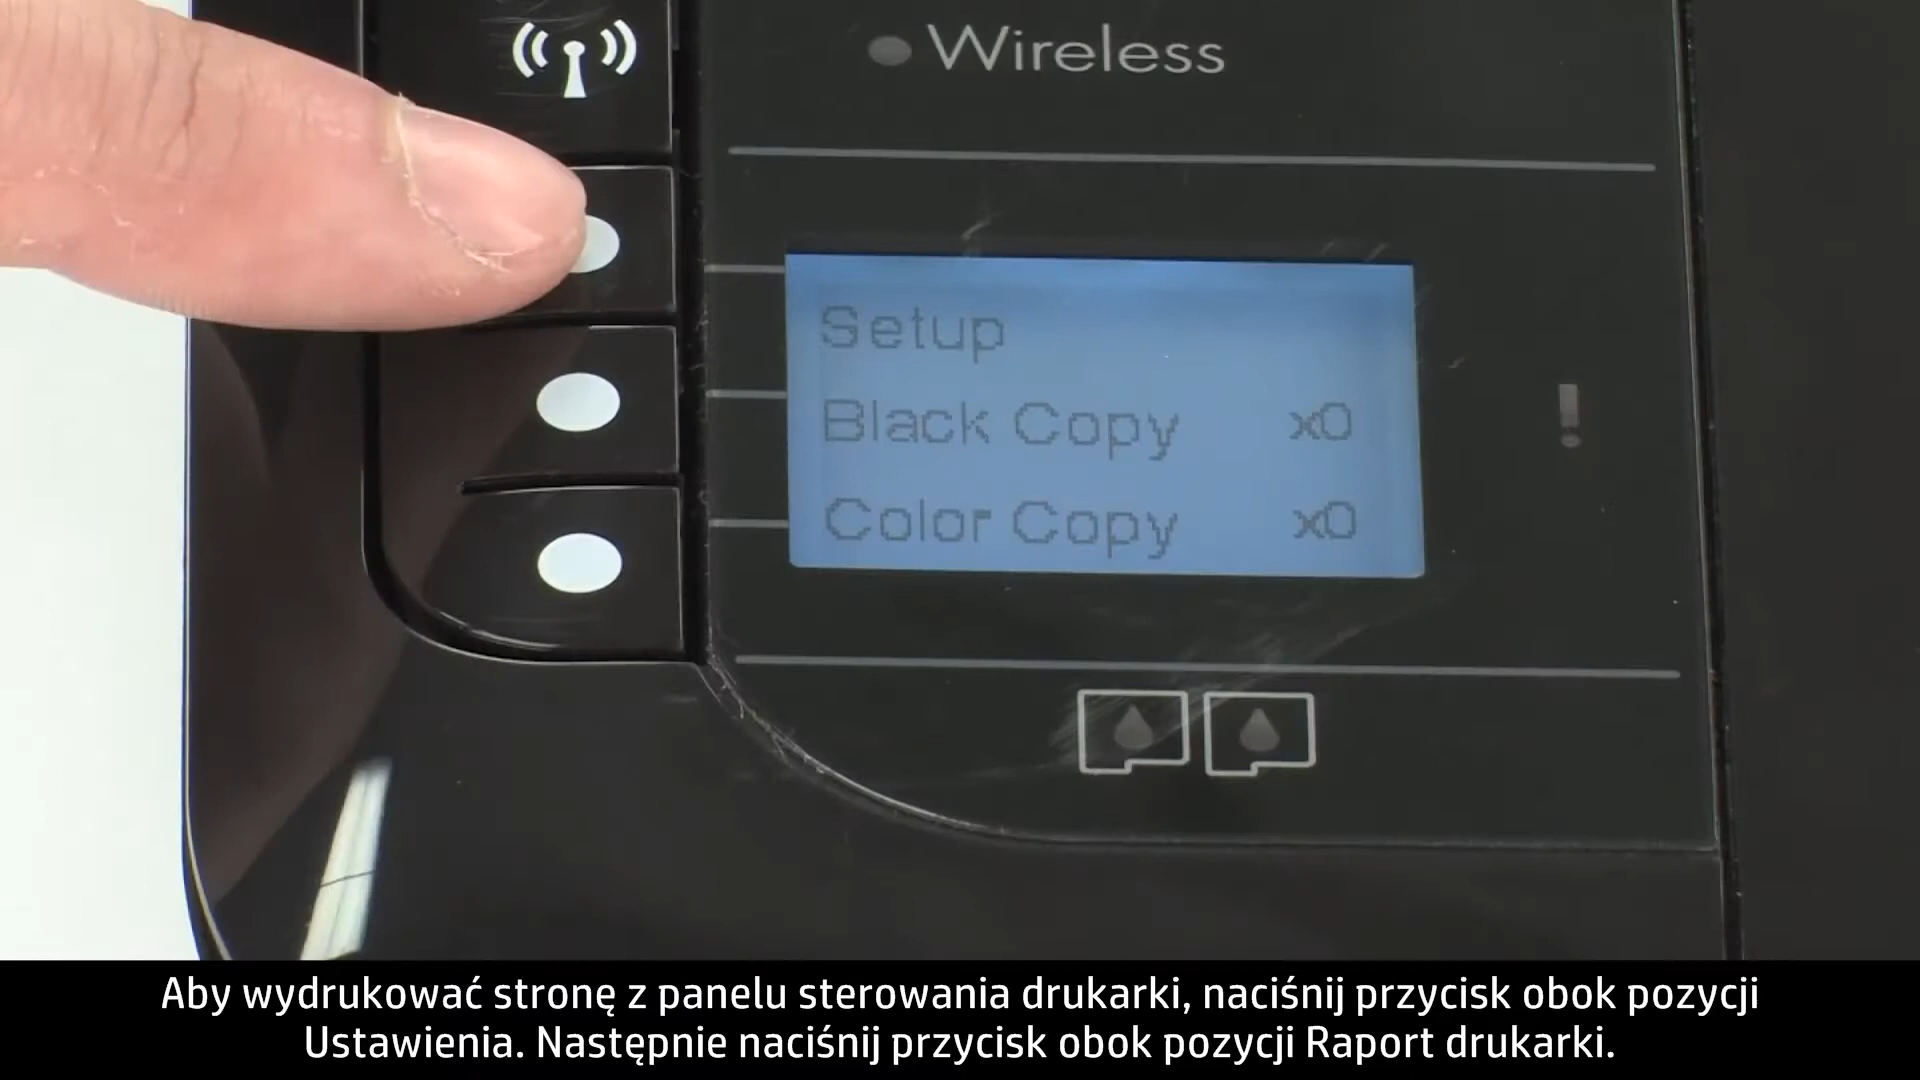 Wireless
Setup
Black Copy x0
Color Copy x0
Aby wydrukować stronę z panelu sterowania drukarki, naciśnij przycisk obok pozycji
Ustawienia. Następnie naciśnij przycisk obok pozycji Raport drukarki.